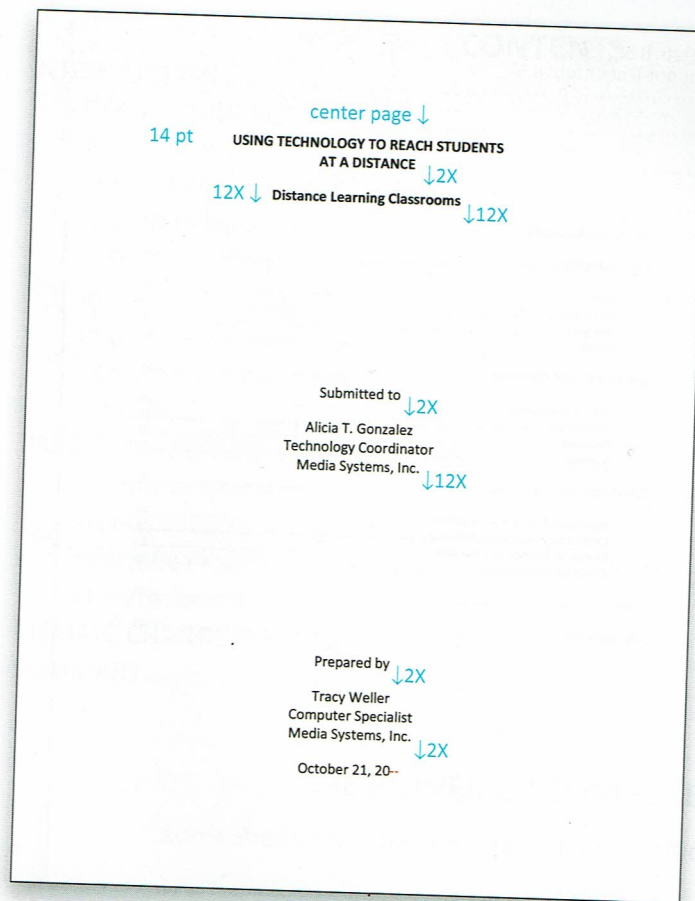 center page ↓
14 pt USING TECHNOLOGY TO REACH STUDENTS
AT A DISTANCE ↓2X
12X ↓ Distance Learning Classrooms ↓12X
Submitted to ↓2X
Alicia T. Gonzalez
Technology Coordinator
Media Systems, Inc. ↓12X
Prepared by ↓2X
Tracy Weller
Computer Specialist
Media Systems, Inc. ↓2X
October 21, 20--